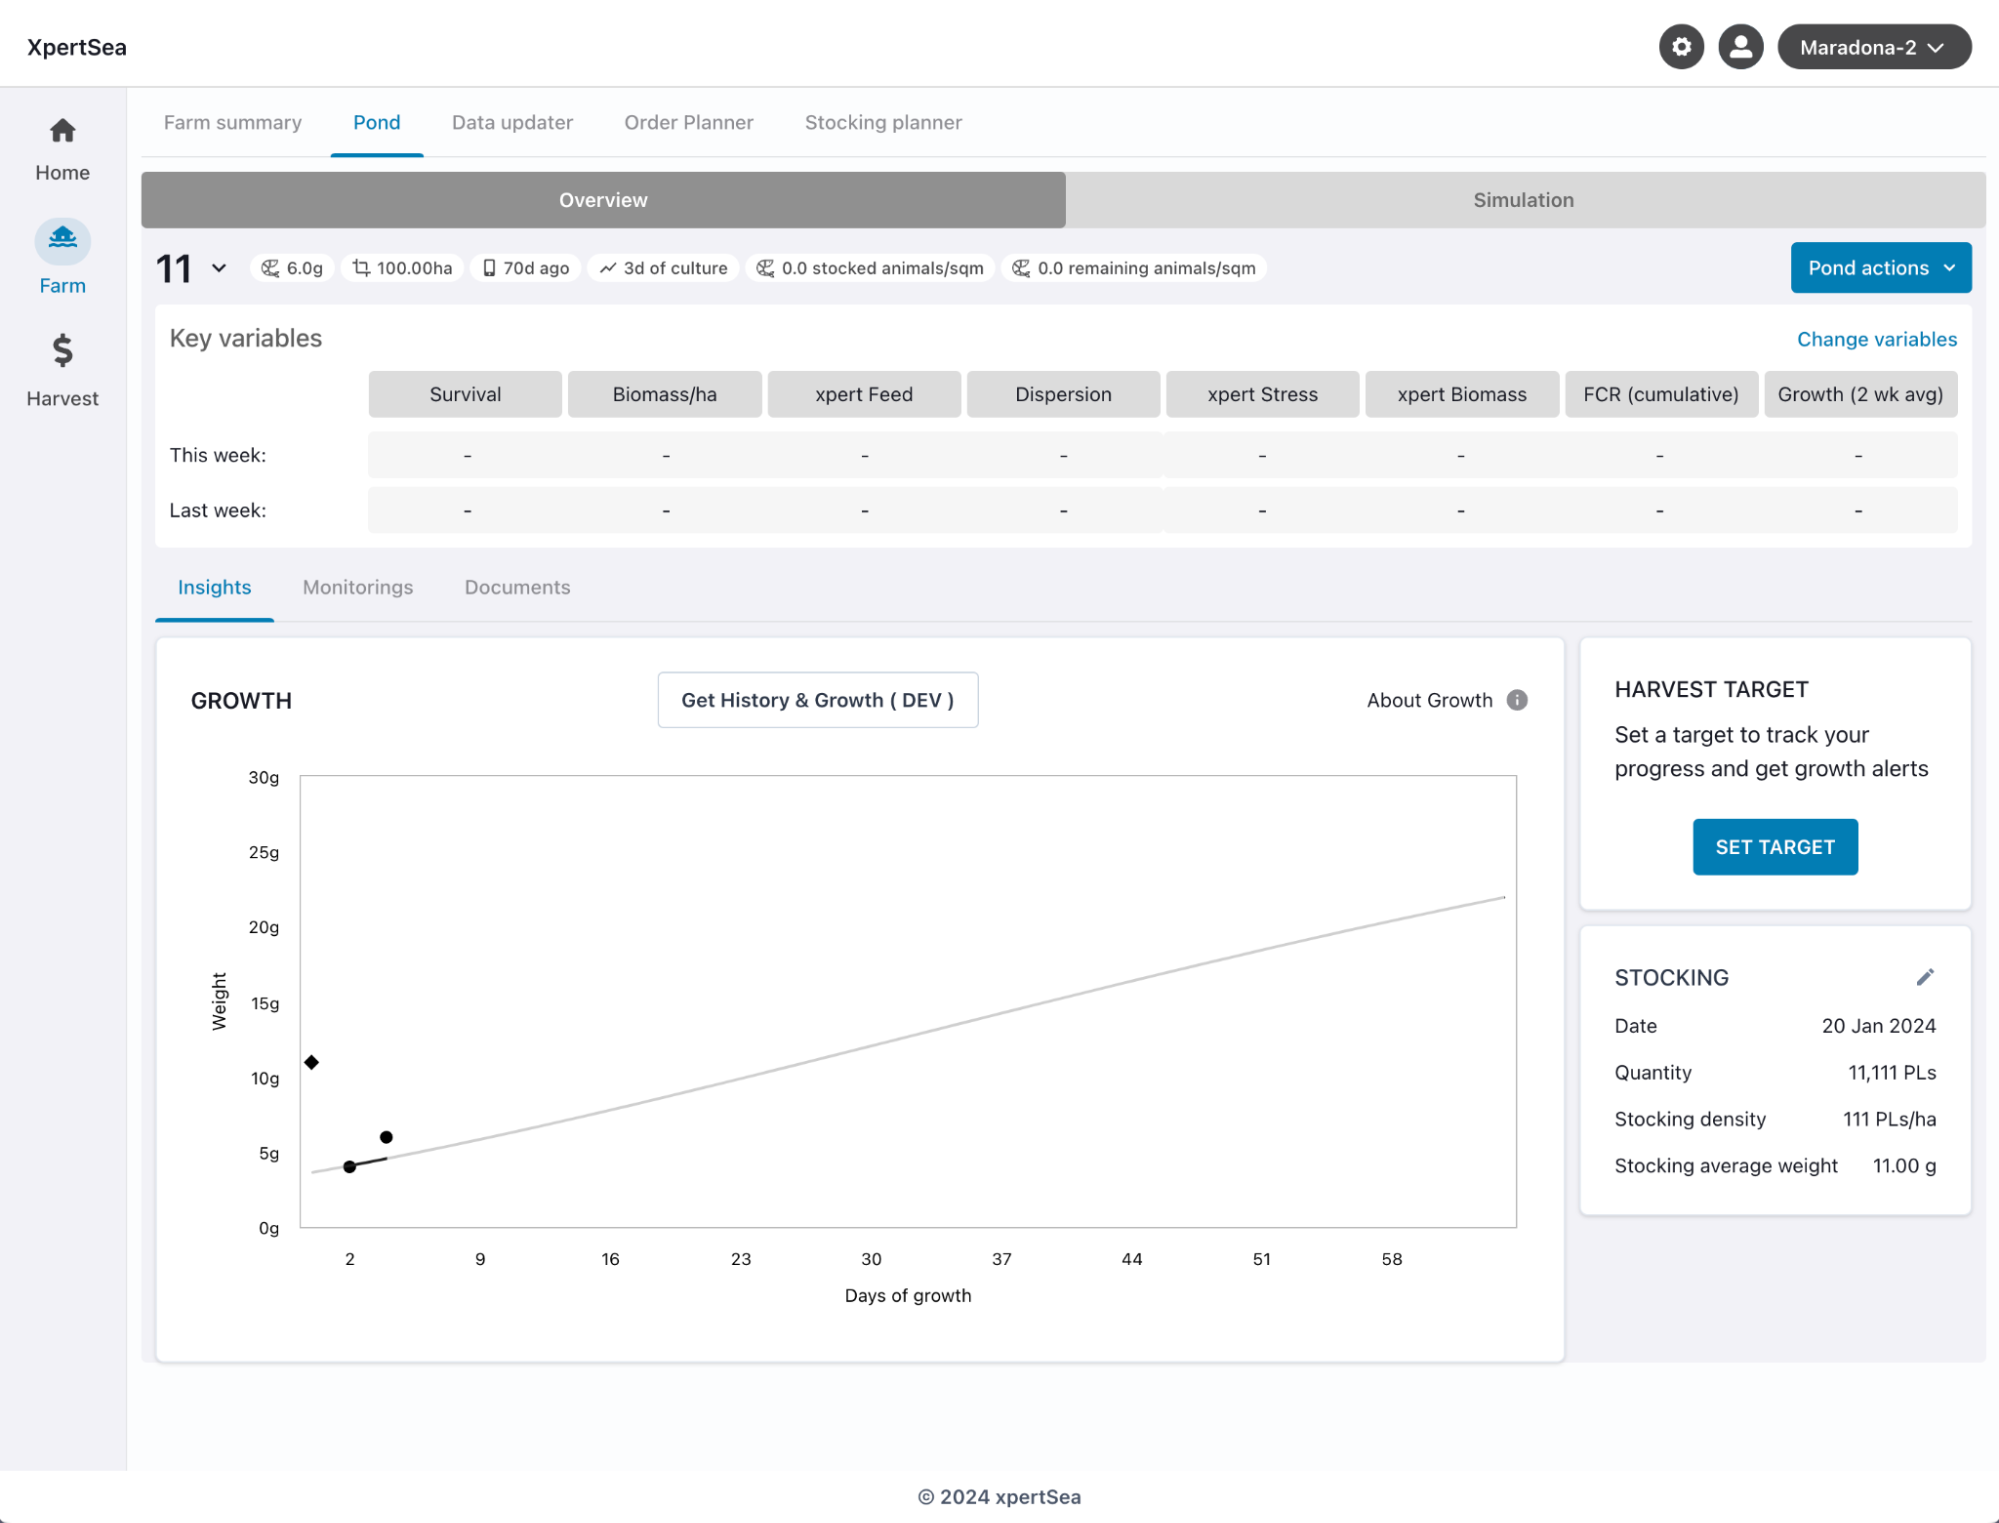 XpertSea
Maradona-2
Home
Farm
Harvest
Farm summary Pond Data updater Order Planner Stocking planner
Overview Simulation
11 6.0g 100.00ha 70d ago 3d of culture 0.0 stocked animals/sqm 0.0 remaining animals/sqm Pond actions
Key variables Change variables
Survival Biomass/ha xpert Feed Dispersion xpert Stress xpert Biomass FCR (cumulative) Growth (2 wk avg)
This week: - - - - - - - -
Last week: - - - - - - - -
Insights Monitorings Documents
GROWTH Get History & Growth ( DEV ) About Growth
30g
25g
20g
15g
10g
5g
0g
Weight
2 9 16 23 30 37 44 51 58
Days of growth
HARVEST TARGET
Set a target to track your
progress and get growth alerts
SET TARGET
STOCKING
Date 20 Jan 2024
Quantity 11,111 PLs
Stocking density 111 PLs/ha
Stocking average weight 11.00 g
© 2024 xpertSea